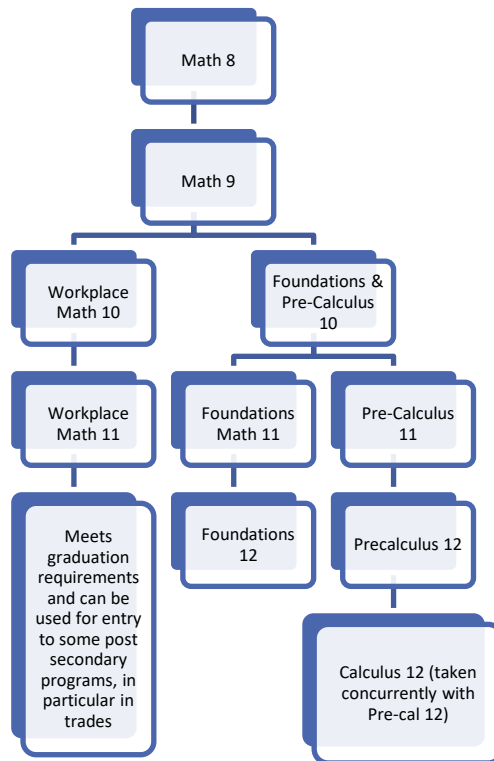 Math 8
Math 9
Workplace
Math 10
Foundations &
Pre-Calculus
10
Workplace
Math 11
Foundations
Math 11
Pre-Calculus
11
Meets
graduation
requirements
and can be
used for entry
to some post
secondary
programs, in
particular in
trades
Foundations
12
Precalculus 12
Calculus 12 (taken
concurrently with
Pre-cal 12)